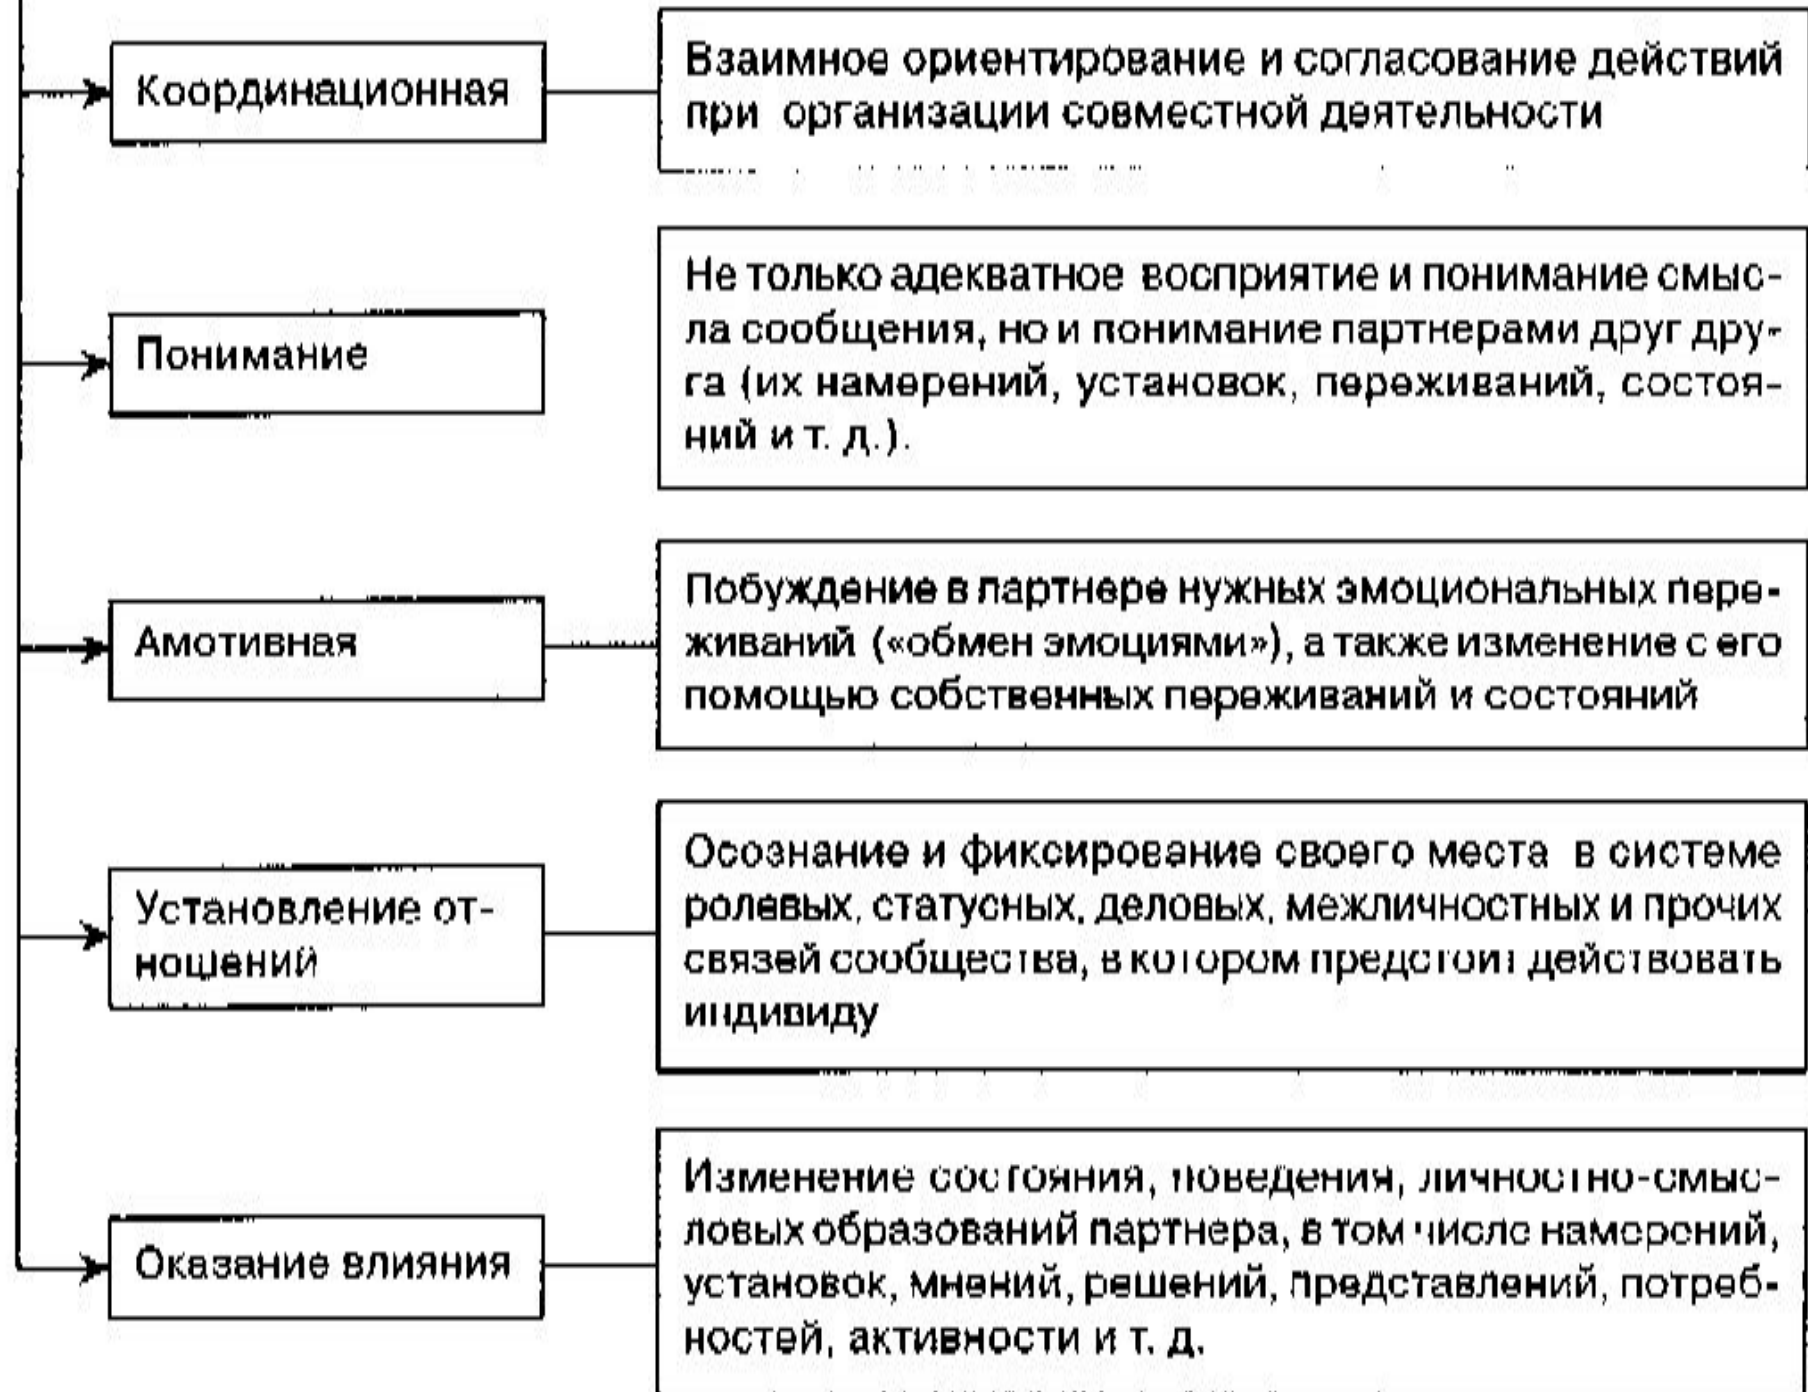 Координационная
Взаимное ориентирование и согласование действий
при организации совместной деятельности
Понимание
Не только адекватное восприятие и понимание смыс-
ла сообщения, но и понимание партнерами друг дру-
га (их намерений, установок, переживаний, состоя-
ний и т. д.).
Амотивная
Побуждение в партнере нужных эмоциональных пере-
живаний («обмен эмоциями»), а также изменение с его
помощью собственных переживаний и состояний
Установление от-
ношений
Осознание и фиксирование своего места в системе
ролевых, статусных, деловых, межличностных и прочих
связей сообщества, в котором предстоит действовать
индивиду
Оказание влияния
Изменение состояния, поведения, личностно-смыс-
ловых образований партнера, в том числе намерений,
установок, мнений, решений, представлений, потреб-
ностей, активности и т. д.